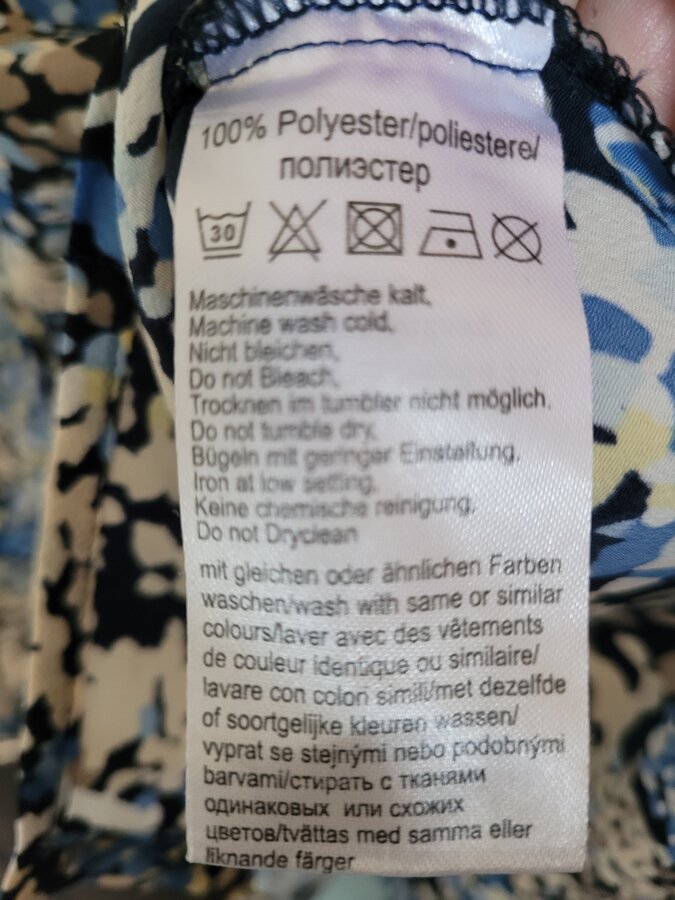 100% Polyester/poliestere/
полиэстер
30
Maschinenwäsche kalt.
Machine wash cold.
Nicht bleichen.
Do not Bleach.
Trocknen im tumbler nicht möglich.
Do not tumble dry.
Bügeln mit geringer Einstellung.
Iron at low setting.
Keine chemische reinigung.
Do not Dryclean
mit gleichen oder ähnlichen Farben
waschen/wash with same or similar
colours/laver avec des vêtements
de couleur identique ou similaire/
lavare con colori simili/met dezelfde
of soortgelijke kleuren wassen/
vyprat se stejnými nebo podobnými
barvami/стирать с тканями
одинаковых или схожих
цветов/tvättas med samma eller
liknande färger